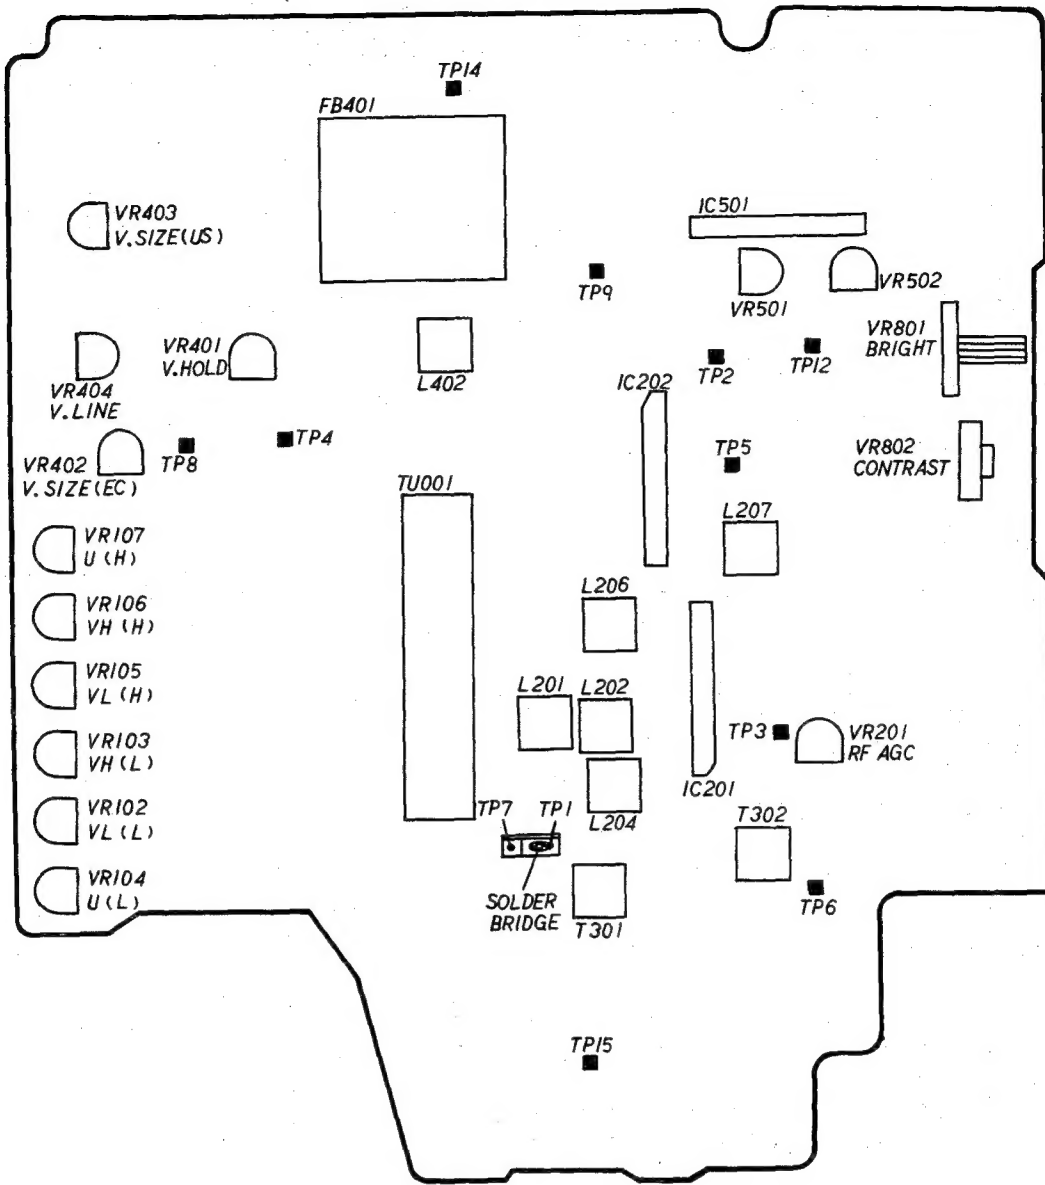 TP14
FB401
VR403
V.SIZE(US)
IC501
TP9
VR501
VR502
VR801
BRIGHT
VR401
V.HOLD
VR404
V.LINE
L402
IC202
TP2
TP12
VR402
V.SIZE(EC)
TP8
TP4
TP5
VR802
CONTRAST
TU001
L207
VR107
U(H)
L206
VR106
VH(H)
VR105
VL(H)
L201
L202
VR103
VH(L)
TP3
VR201
RF AGC
IC201
VR102
VL(L)
TP7
TP1
L204
T302
VR104
U(L)
SOLDER
BRIDGE
T301
TP6
TP15